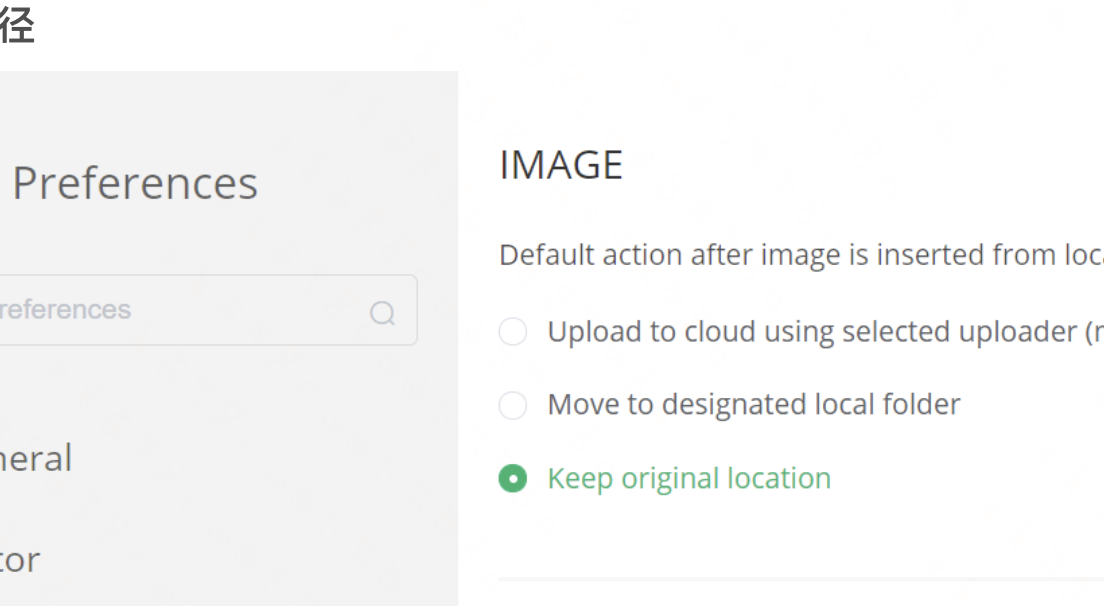 径
Preferences
IMAGE
Default action after image is inserted from
references
Upload to cloud using selected uploader
Move to designated local folder
neral
Keep original location
tor